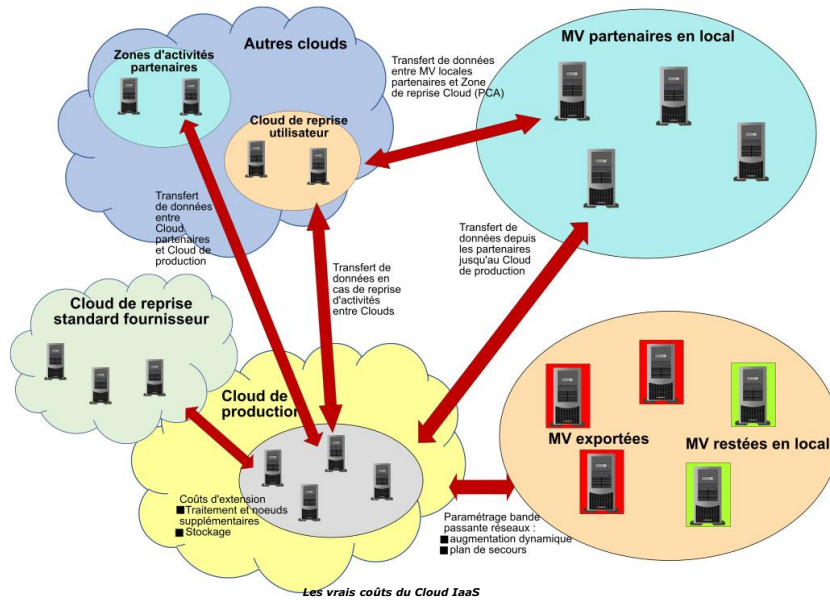 Zones d'activités
partenaires
Autres clouds
Cloud de reprise
utilisateur
Transfert de données
entre MV locales
partenaires et Zone
de reprise Cloud (PCA)
MV partenaires en local
Transfert
de données
entre
Cloud
partenaires
et Cloud de
production
Transfert de
données en
cas de reprise
d'activités
entre Clouds
Transfert de
données depuis
les partenaires
jusqu'au Cloud
de production
Cloud de reprise
standard fournisseur
Cloud de
production
MV exportées
MV restées en local
Coûts d'extension
■Traitement et noeuds
supplémentaires
■ Stockage
Paramétrage bande
passante réseaux :
■ augmentation dynamique
■ plan de secours
Les vrais coûts du Cloud IaaS